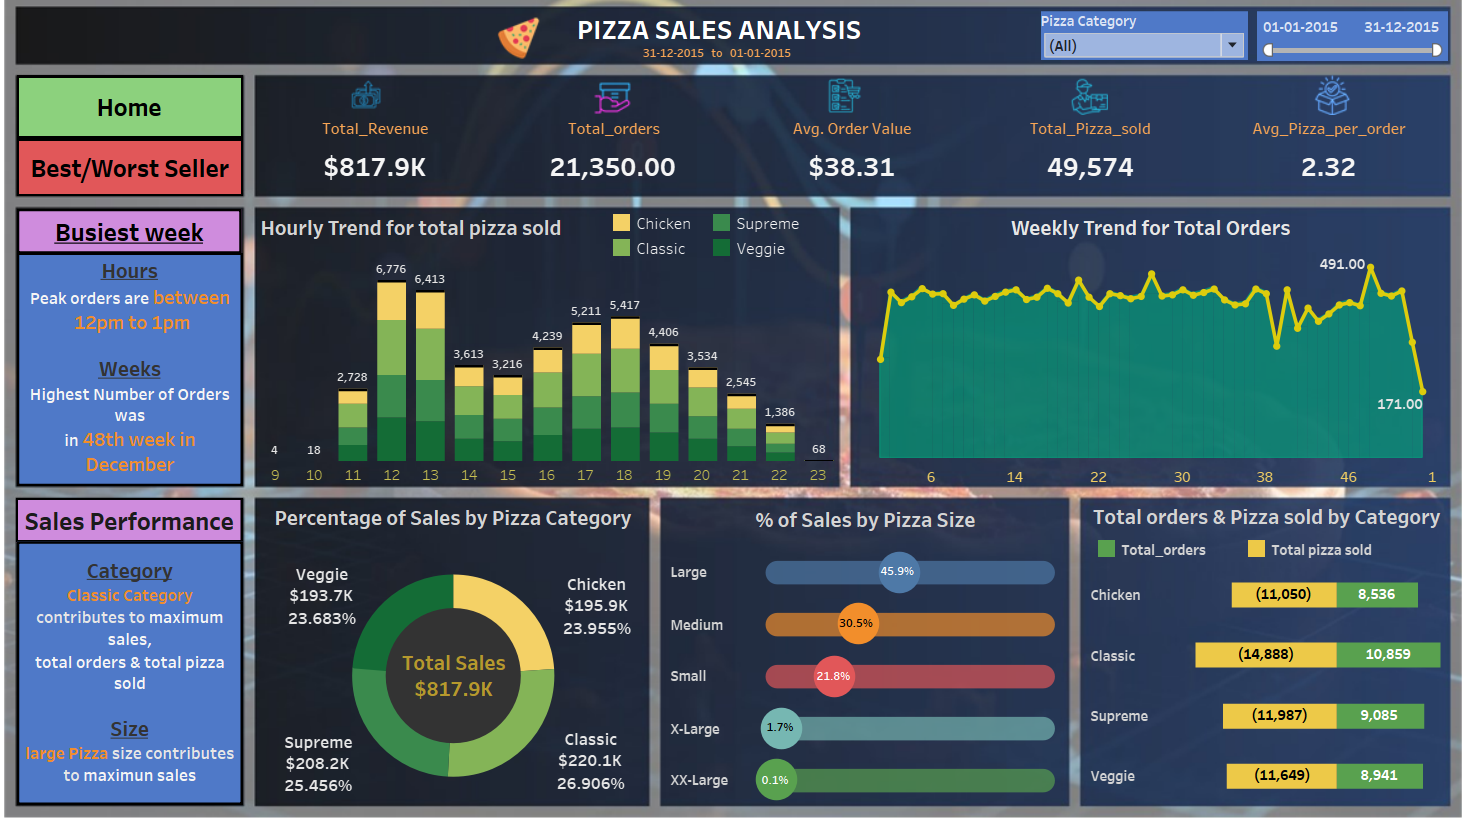 PIZZA SALES ANALYSIS
31-12-2015 to 01-01-2015
Pizza Category
(All)
01-01-2015 31-12-2015
Home
Best/Worst Seller
Total_Revenue
$817.9K
Total_orders
21,350.00
Avg. Order Value
$38.31
Total_Pizza_sold
49,574
Avg_Pizza_per_order
2.32
Busiest week
Hours
Peak orders are between
12pm to 1pm
Weeks
Highest Number of Orders
was
in 48th week in
December
Hourly Trend for total pizza sold
Chicken
Supreme
Classic
Veggie
4
18
2,728
6,776
6,413
3,613
3,216
4,239
5,211
5,417
4,406
3,534
2,545
1,386
68
9 10 11 12 13 14 15 16 17 18 19 20 21 22 23
Weekly Trend for Total Orders
491.00
171.00
6 14 22 30 38 46 1
Sales Performance
Category
Classic Category
contributes to maximum
sales,
total orders & total pizza
sold
Size
large Pizza size contributes
to maximun sales
Percentage of Sales by Pizza Category
Veggie
$193.7K
23.683%
Chicken
$195.9K
23.955%
Total Sales
$817.9K
Supreme
$208.2K
25.456%
Classic
$220.1K
26.906%
% of Sales by Pizza Size
Large 45.9%
Medium 30.5%
Small 21.8%
X-Large 1.7%
XX-Large 0.1%
Total orders & Pizza sold by Category
Total_orders Total pizza sold
Chicken (11,050) 8,536
Classic (14,888) 10,859
Supreme (11,987) 9,085
Veggie (11,649) 8,941